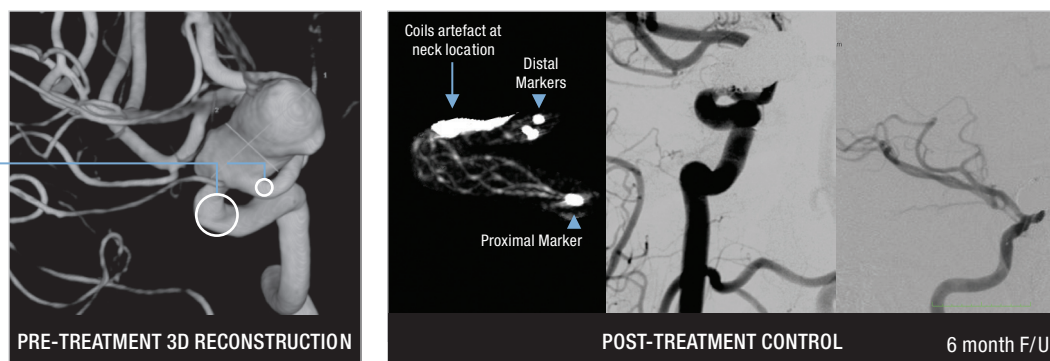 Coils artefact at
neck location
Distal
Markers
Proximal Marker
PRE-TREATMENT 3D RECONSTRUCTION
POST-TREATMENT CONTROL
6 month F/U